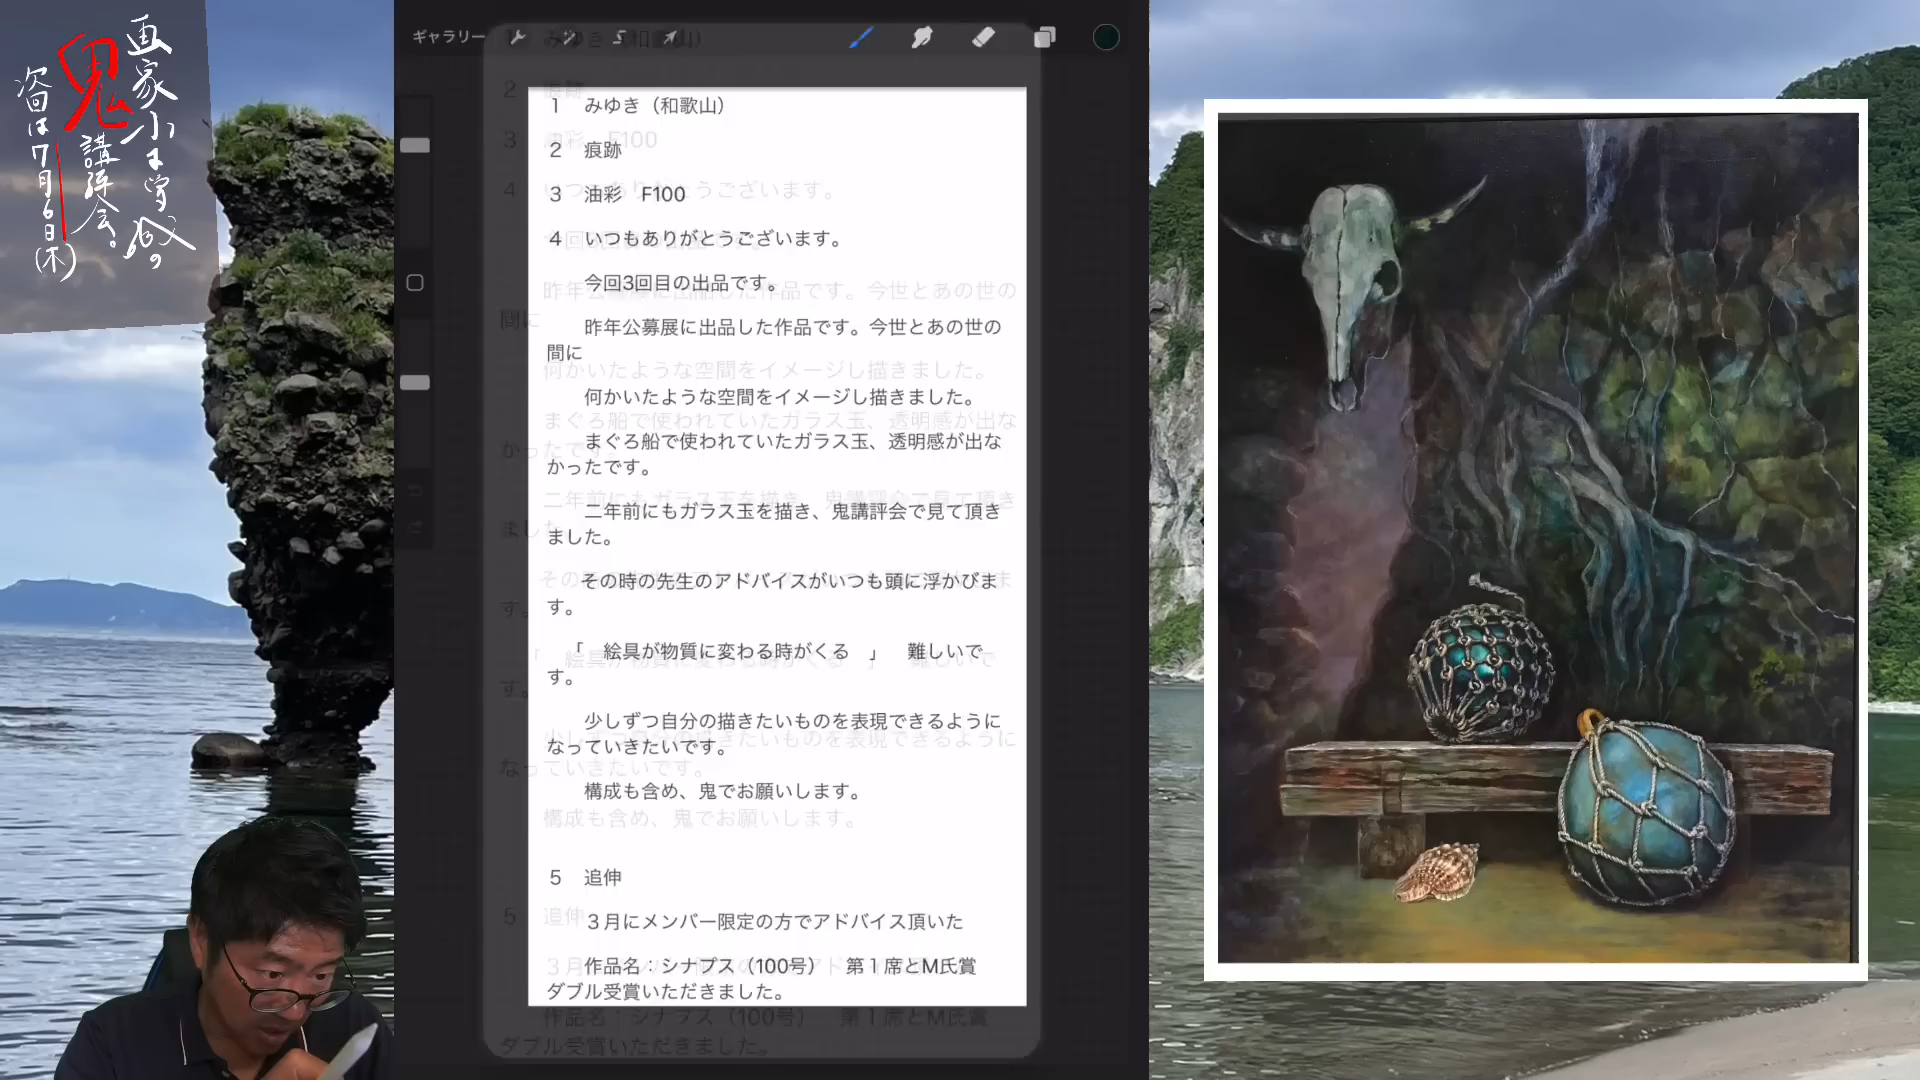 画家小木曽誠の
鬼講評会。
次回は7月6日(木)
ギャラリー
1 みゆき（和歌山）
2 痕跡
3 油彩 F100
4 いつもありがとうございます。
今回3回目の出品です。
昨年公募展に出品した作品です。今世とあの世の
間に
何かいたような空間をイメージし描きました。
まぐろ船で使われていたガラス玉、透明感が出な
かったです。
二年前にもガラス玉を描き、鬼講評会で見て頂き
ました。
その時の先生のアドバイスがいつも頭に浮かびま
す。
「 絵具が物質に変わる時がくる 」 難しいで
す。
少しずつ自分の描きたいものを表現できるように
なっていきたいです。
構成も含め、鬼でお願いします。
5 追伸
３月にメンバー限定の方でアドバイス頂いた
作品名：シナプス（100号） 第１席とM氏賞
ダブル受賞いただきました。